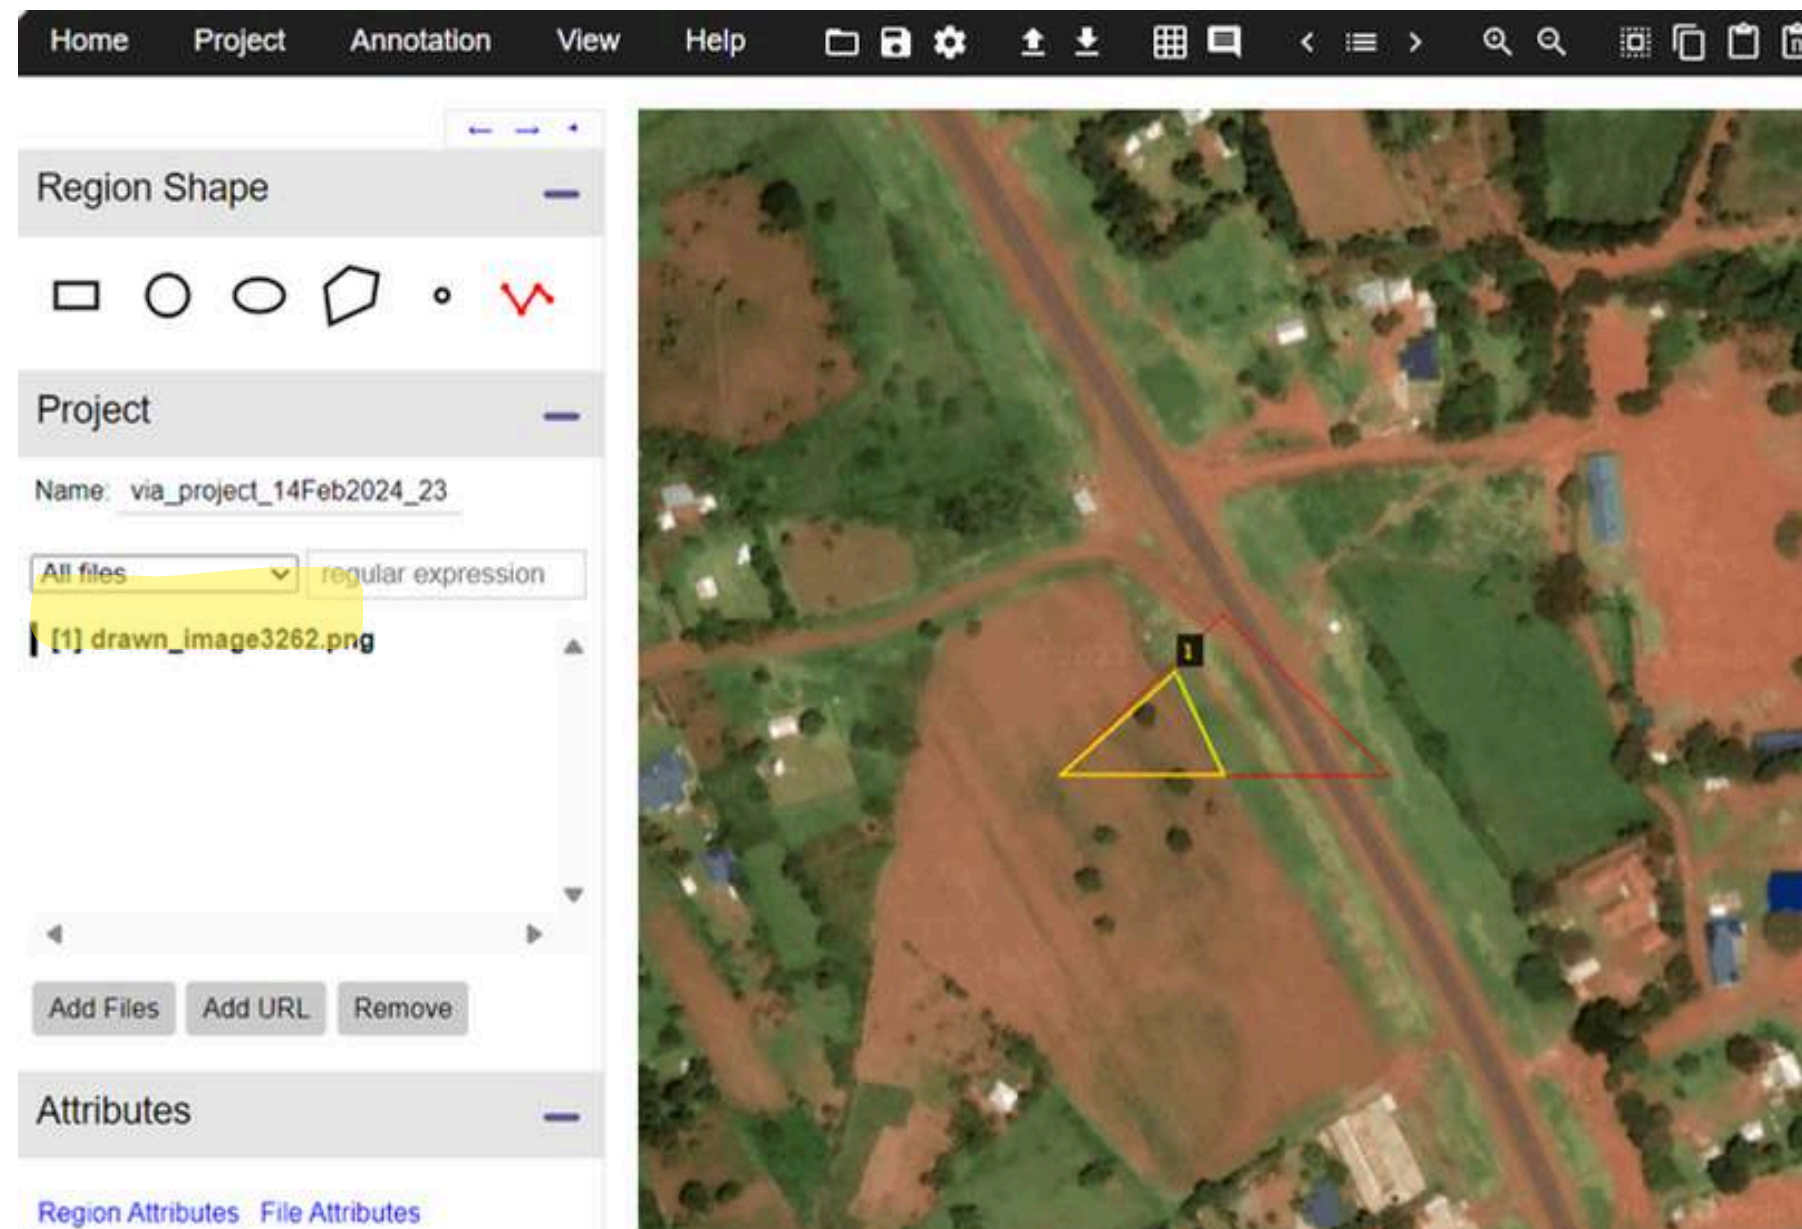 Home Project Annotation View Help
Region Shape
Project
Name: via_project_14Feb2024_23
All files regular expression
[1] drawn_image3262.png
1
Add Files Add URL Remove
Attributes
Region Attributes File Attributes